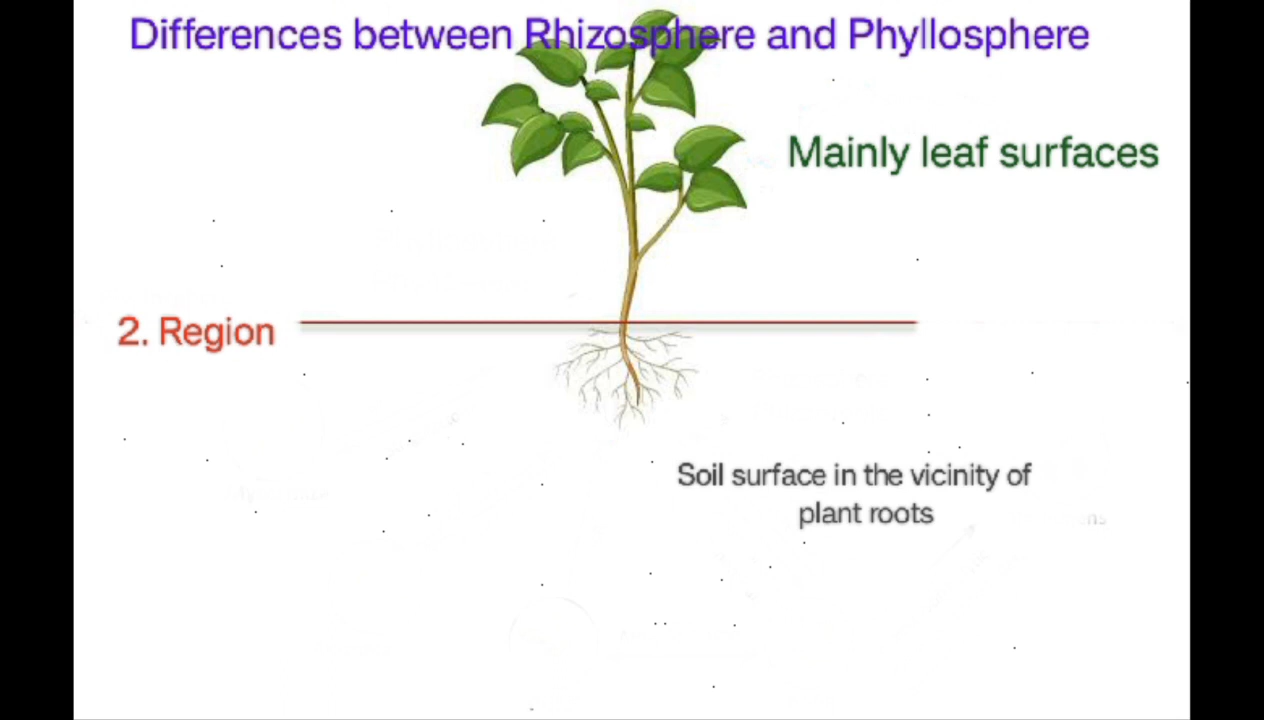 Differences between Rhizosphere and Phyllosphere
Mainly leaf surfaces
2. Region
Soil surface in the vicinity of
plant roots